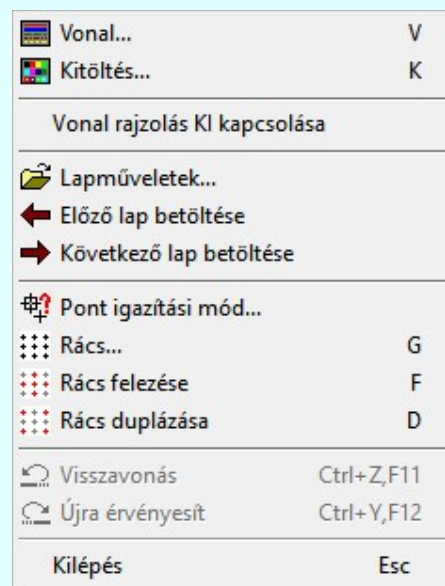 Vonal... V
Kitöltés... K
Vonal rajzolás KI kapcsolása
Lapműveletek...
Előző lap betöltése
Következő lap betöltése
Pont igazítási mód...
Rács... G
Rács felezése F
Rács duplázása D
Visszavonás Ctrl+Z,F11
Újra érvényesít Ctrl+Y,F12
Kilépés Esc